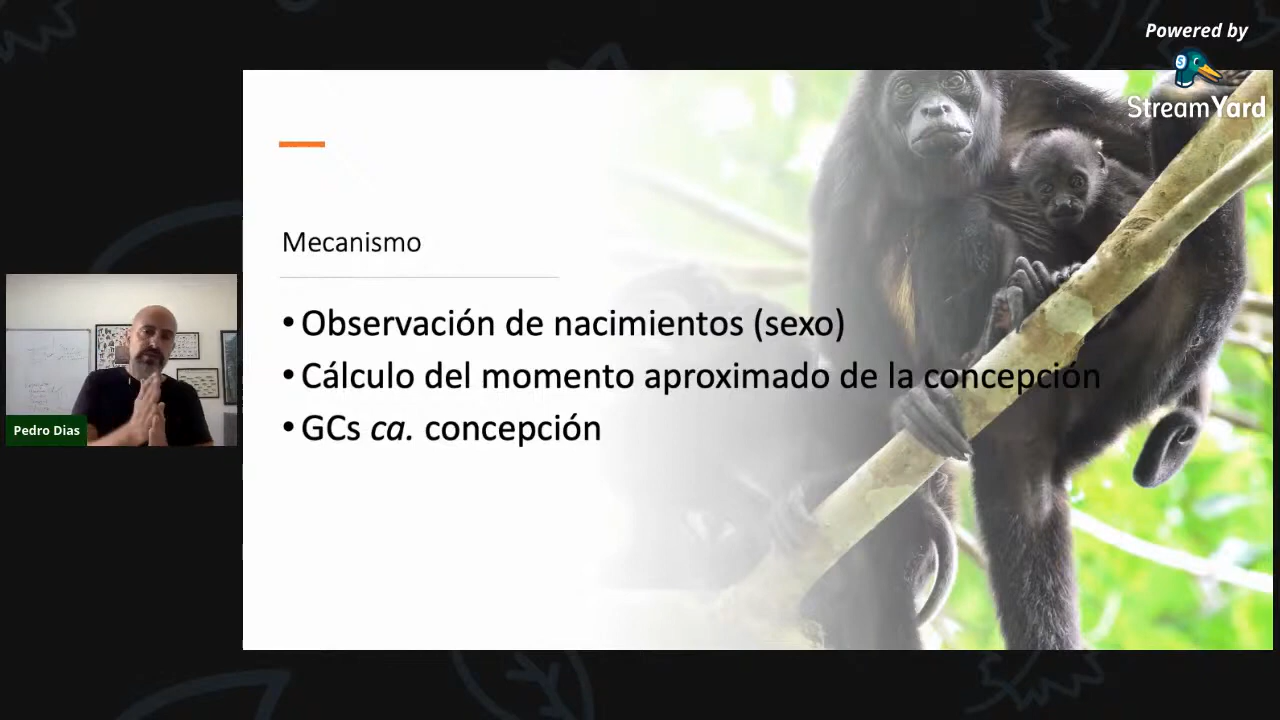 Powered by
StreamYard
Mecanismo
• Observación de nacimientos (sexo)
• Cálculo del momento aproximado de la concepción
• GCs ca. concepción
Pedro Dias